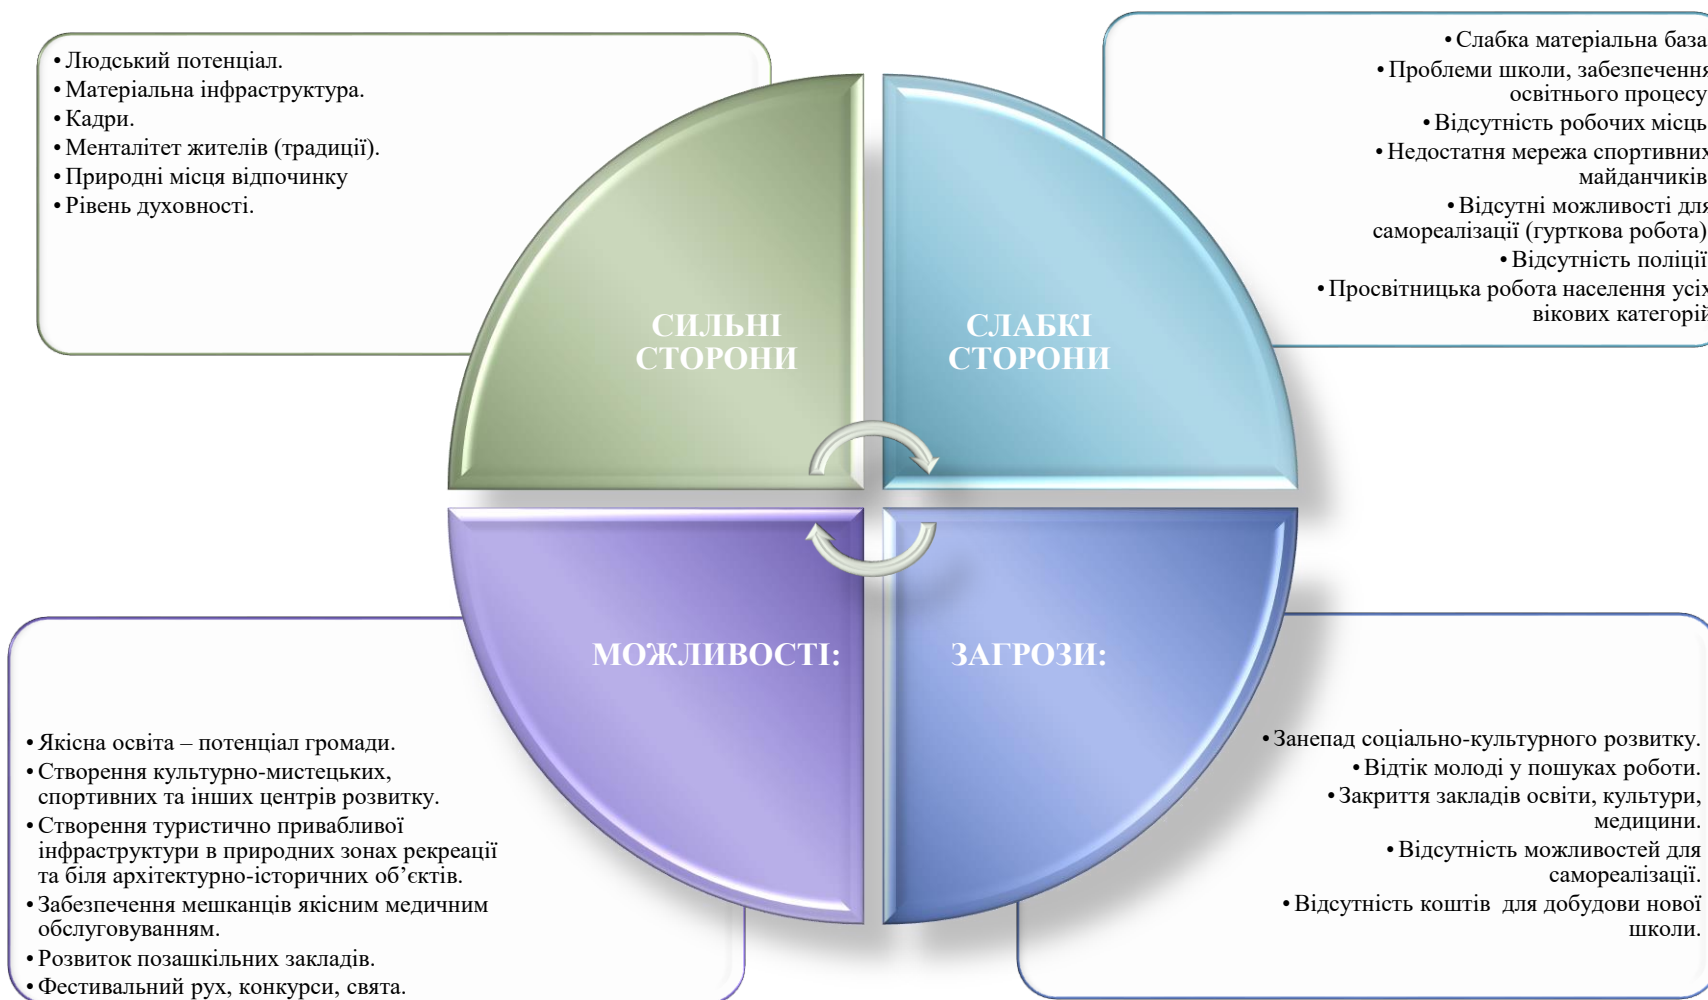 • Людський потенціал.
• Матеріальна інфраструктура.
• Кадри.
• Менталітет жителів (традиції).
• Природні місця відпочинку
• Рівень духовності.
• Слабка матеріальна база
• Проблеми школи, забезпечення
освітнього процесу
• Відсутність робочих місць
• Недостатня мережа спортивних
майданчиків
• Відсутні можливості для
самореалізації (гурткова робота)
• Відсутність поліції
• Просвітницька робота населення усіх
вікових категорій
СИЛЬНІ
СТОРОНИ
СЛАБКІ
СТОРОНИ
МОЖЛИВОСТІ:
ЗАГРОЗИ:
• Якісна освіта – потенціал громади.
• Створення культурно-мистецьких,
спортивних та інших центрів розвитку.
• Створення туристично привабливої
інфраструктури в природних зонах рекреації
та біля архітектурно-історичних об’єктів.
• Забезпечення мешканців якісним медичним
обслуговуванням.
• Розвиток позашкільних закладів.
• Фестивальний рух, конкурси, свята.
• Занепад соціально-культурного розвитку.
• Відтік молоді у пошуках роботи.
• Закриття закладів освіти, культури,
медицини.
• Відсутність можливостей для
самореалізації.
• Відсутність коштів для добудови нової
школи.